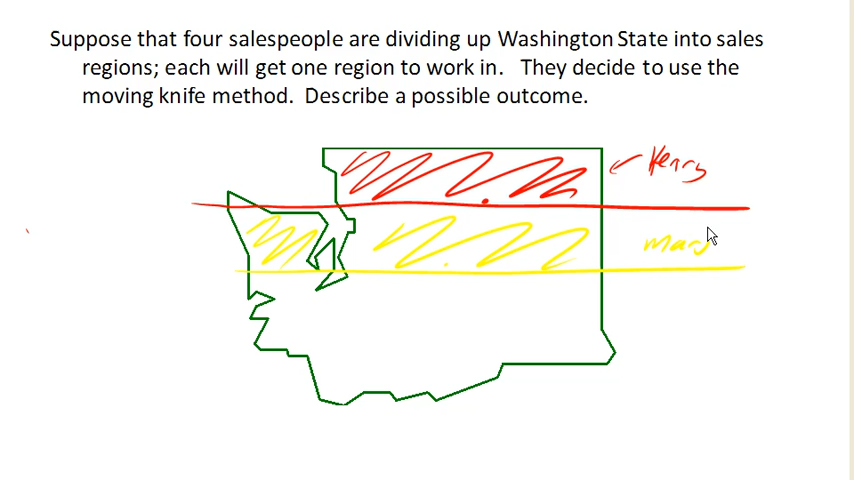 Suppose that four salespeople are dividing up Washington State into sales
regions; each will get one region to work in. They decide to use the
moving knife method. Describe a possible outcome.
Henry
mary